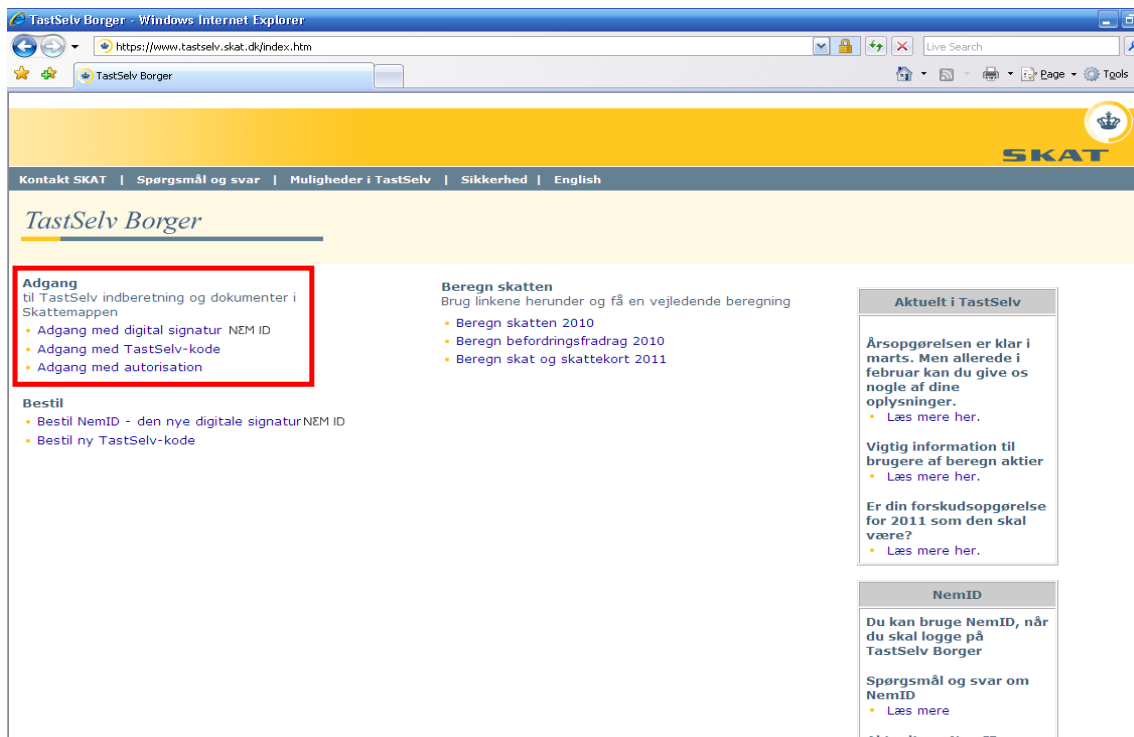 TastSelv Borger - Windows Internet Explorer
https://www.tastselv.skat.dk/index.htm
Live Search
TastSelv Borger
Page
Tools
SKAT
Kontakt SKAT | Spørgsmål og svar | Muligheder i TastSelv | Sikkerhed | English
TastSelv Borger
Adgang
til TastSelv indberetning og dokumenter i
Skattemappen
Adgang med digital signatur NEM ID
Adgang med TastSelv-kode
Adgang med autorisation
Bestil
Bestil NemID - den nye digitale signatur NEM ID
Bestil ny TastSelv-kode
Beregn skatten
Brug linkene herunder og få en vejledende beregning
Beregn skatten 2010
Beregn befordringsfradrag 2010
Beregn skat og skattekort 2011
Aktuelt i TastSelv
Årsopgørelsen er klar i
marts. Men allerede i
februar kan du give os
nogle af dine
oplysninger.
Læs mere her.
Vigtig information til
brugere af beregn aktier
Læs mere her.
Er din forskudsopgørelse
for 2011 som den skal
være?
Læs mere her.
NemID
Du kan bruge NemID, når
du skal logge på
TastSelv Borger
Spørgsmål og svar om
NemID
Læs mere